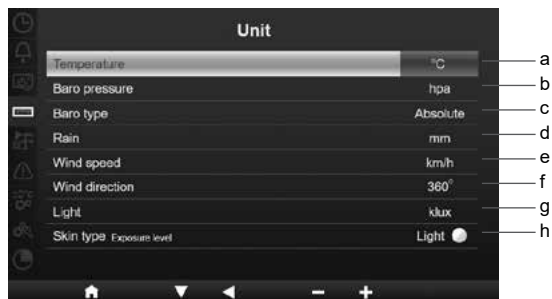 Unit
Temperature °C a
Baro pressure hpa b
Baro type Absolute c
Rain mm d
Wind speed km/h e
Wind direction 360° f
Light klux g
Skin type Exposure level Light h